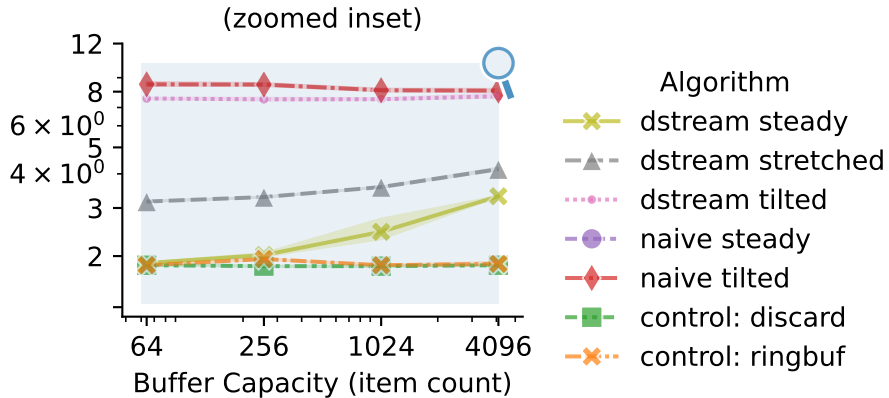 (zoomed inset)
12
8
6 × 10⁰
5
4 × 10⁰
3
2
64 256 1024 4096
Buffer Capacity (item count)
Algorithm
dstream steady
dstream stretched
dstream tilted
naive steady
naive tilted
control: discard
control: ringbuf